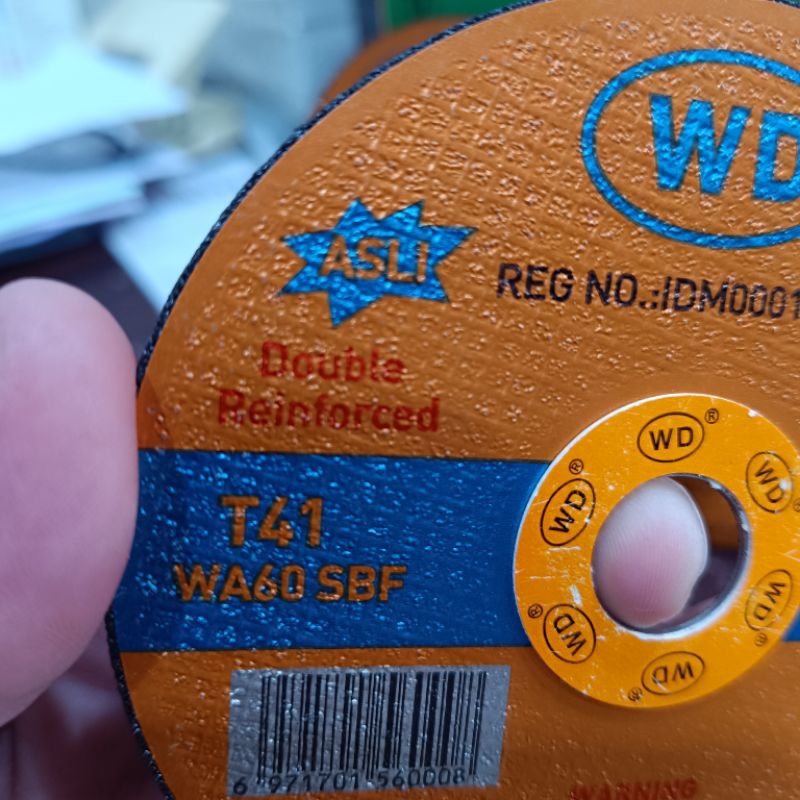 WD
ASLI
REG NO.:IDM0001
Double
Reinforced
T41
WA60 SBF
WD®
WD®
WD
WD®
WD®
WD®
6 971701 560008
WARNING